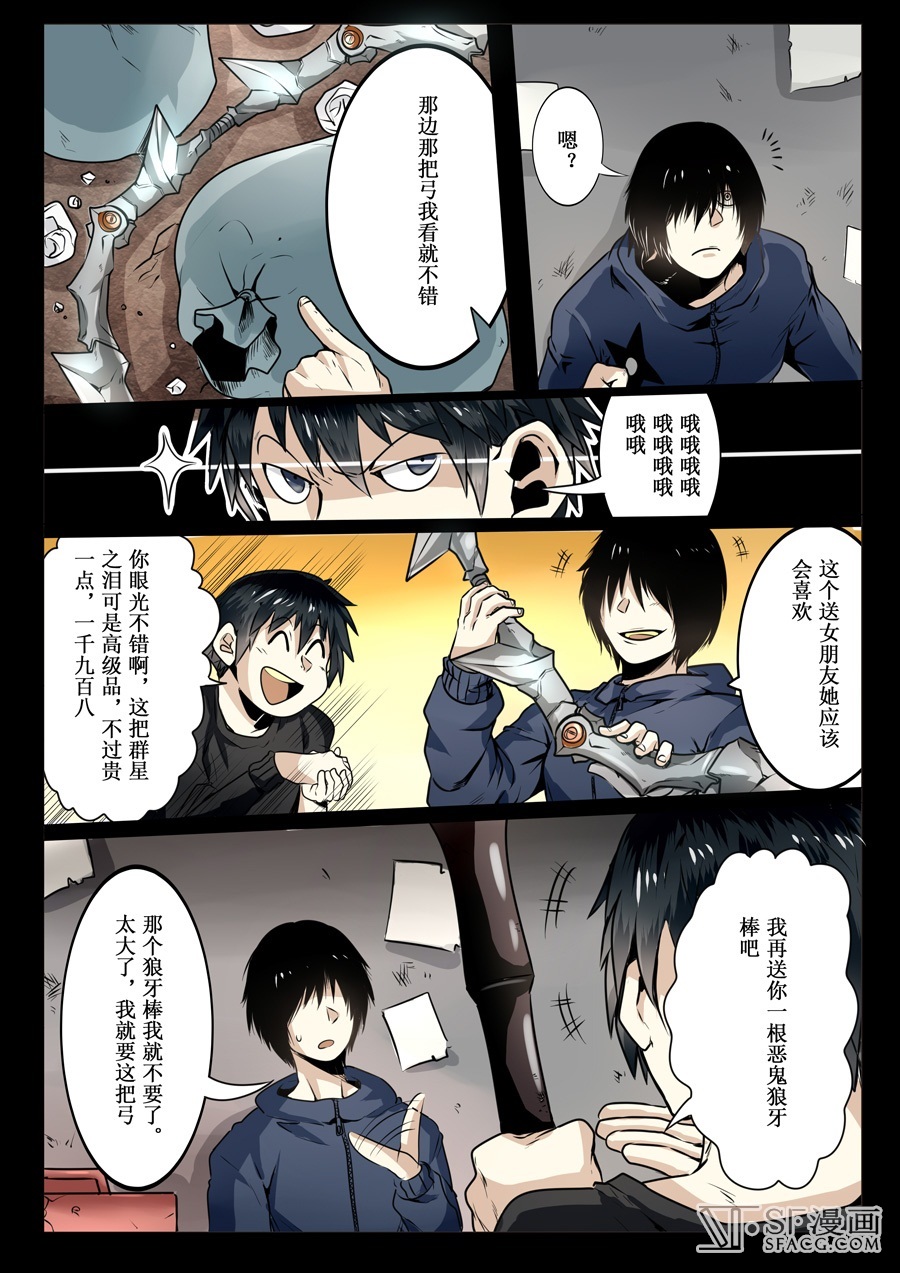 嗯？
那边那把弓我看就不错
哦哦哦哦
哦哦哦哦
哦哦
这个送女朋友她应该
会喜欢
你眼光不错啊，这把群星
之泪可是高级品，不过贵
一点，一千九百八
我再送你一根恶鬼狼牙
棒吧
那个狼牙棒我就不要了。
太大了，我就要这把弓
SF漫画
SFACG.COM